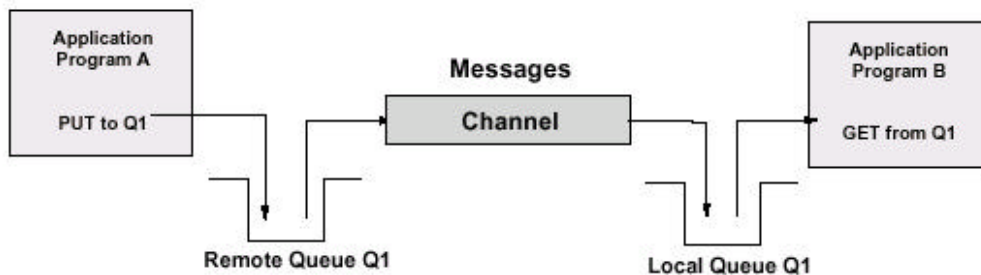 Application
Program A
PUT to Q1
Messages
Channel
Application
Program B
GET from Q1
Remote Queue Q1
Local Queue Q1